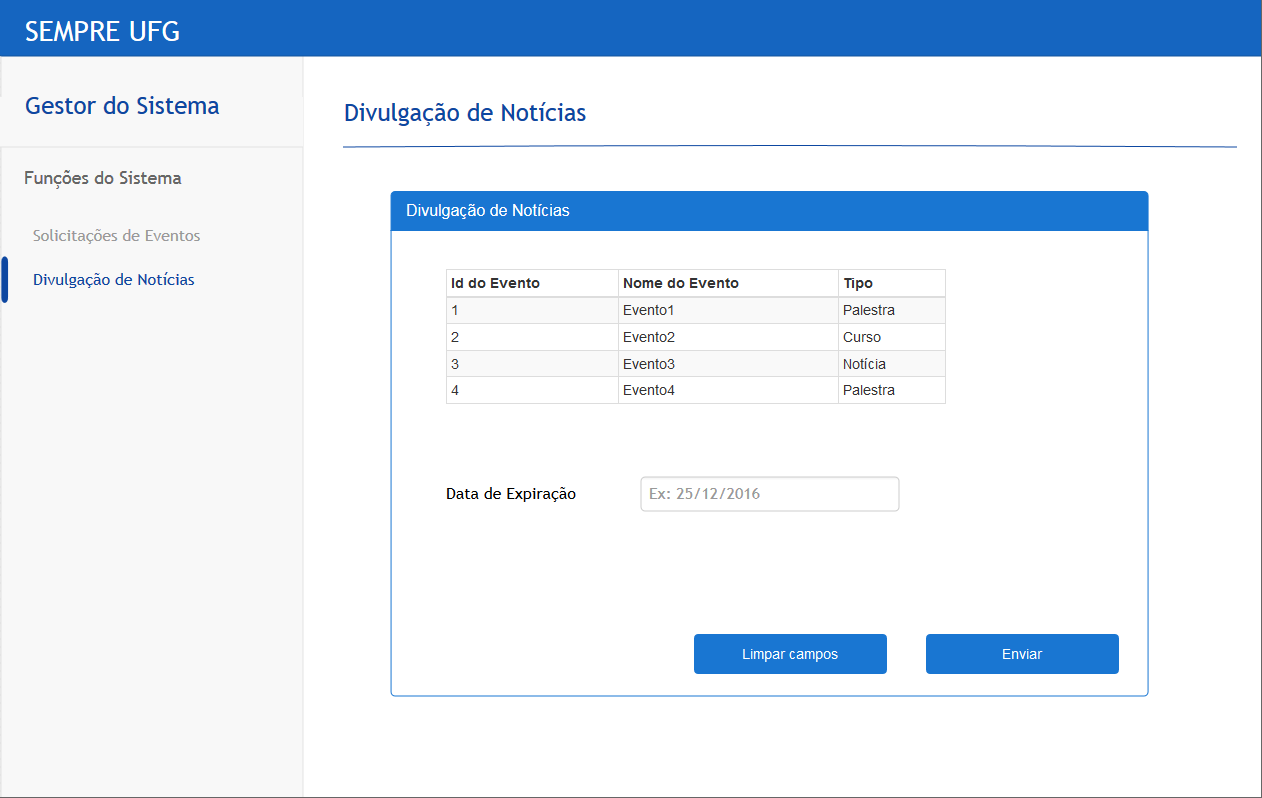 SEMPRE UFG
Gestor do Sistema
Funções do Sistema
Solicitações de Eventos
Divulgação de Notícias
Divulgação de Notícias
Divulgação de Notícias
Id do Evento Nome do Evento Tipo
1 Evento1 Palestra
2 Evento2 Curso
3 Evento3 Notícia
4 Evento4 Palestra
Data de Expiração Ex: 25/12/2016
Limpar campos Enviar